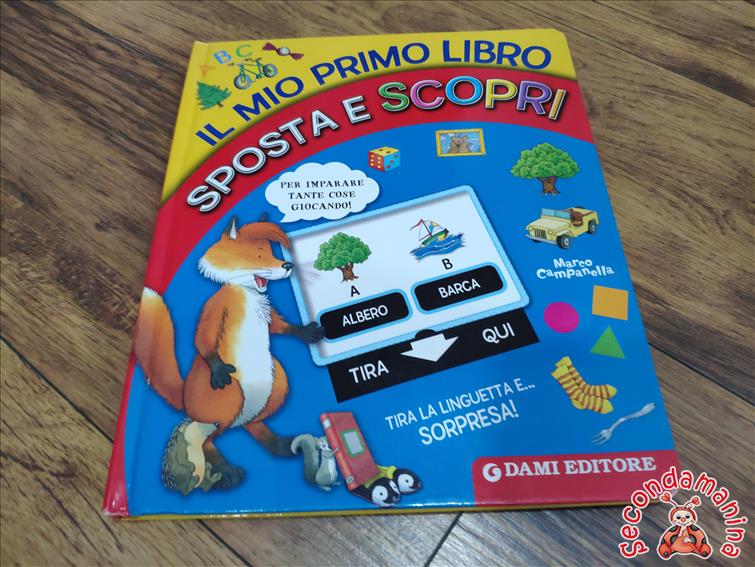 A B C
IL MIO PRIMO LIBRO
SPOSTA E SCOPRI
PER IMPARARE
TANTE COSE
GIOCANDO!
A
B
ALBERO
BARCA
TIRA
QUI
Marco
Campanella
TIRA LA LINGUETTA E...
SORPRESA!
DAMI EDITORE
Secondamanina